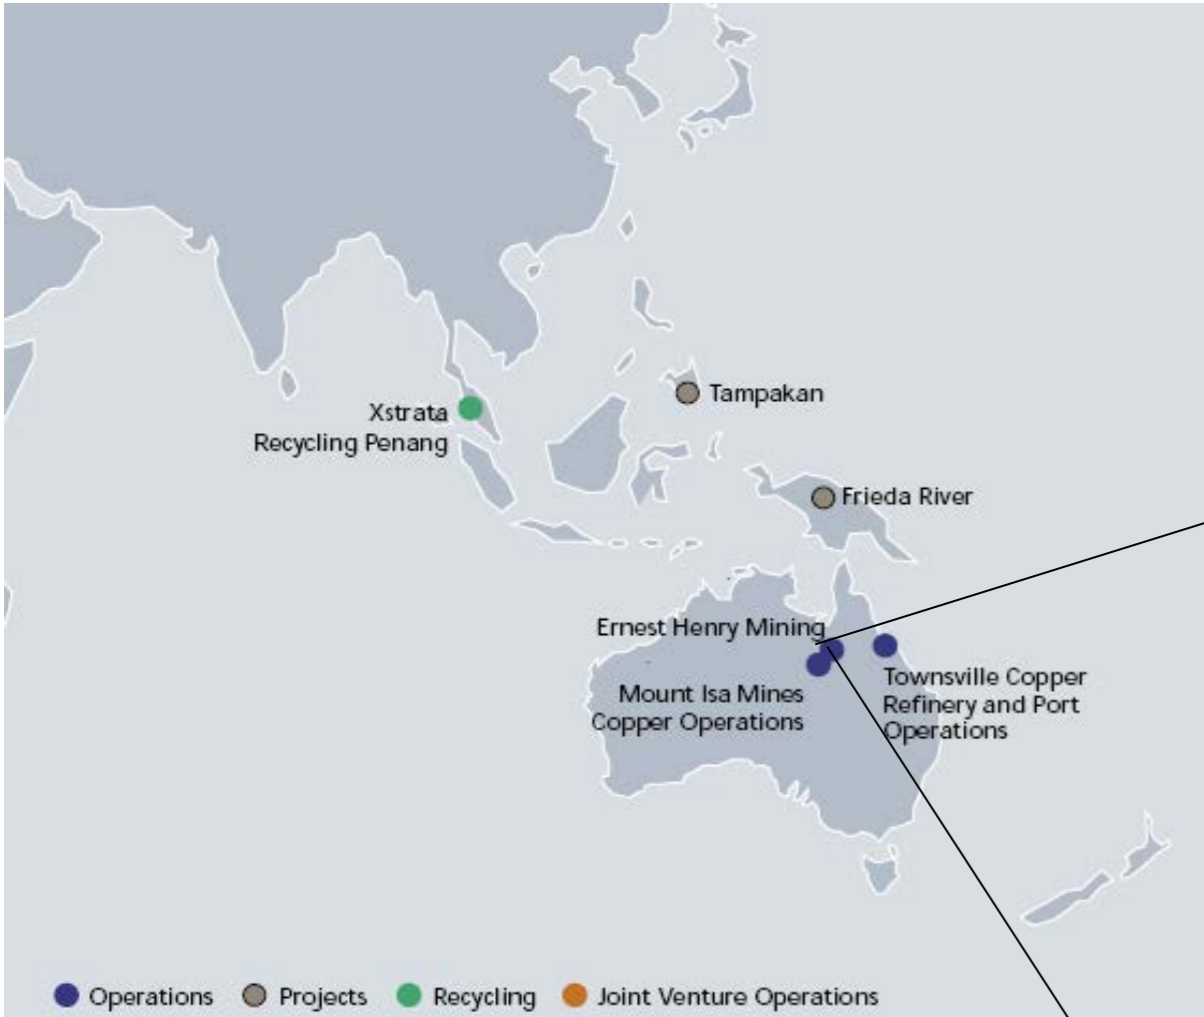 Tampakan
Xstrata
Recycling Penang
Frieda River
Ernest Henry Mining
Mount Isa Mines
Copper Operations
Townsville Copper
Refinery and Port
Operations
Operations
Projects
Recycling
Joint Venture Operations